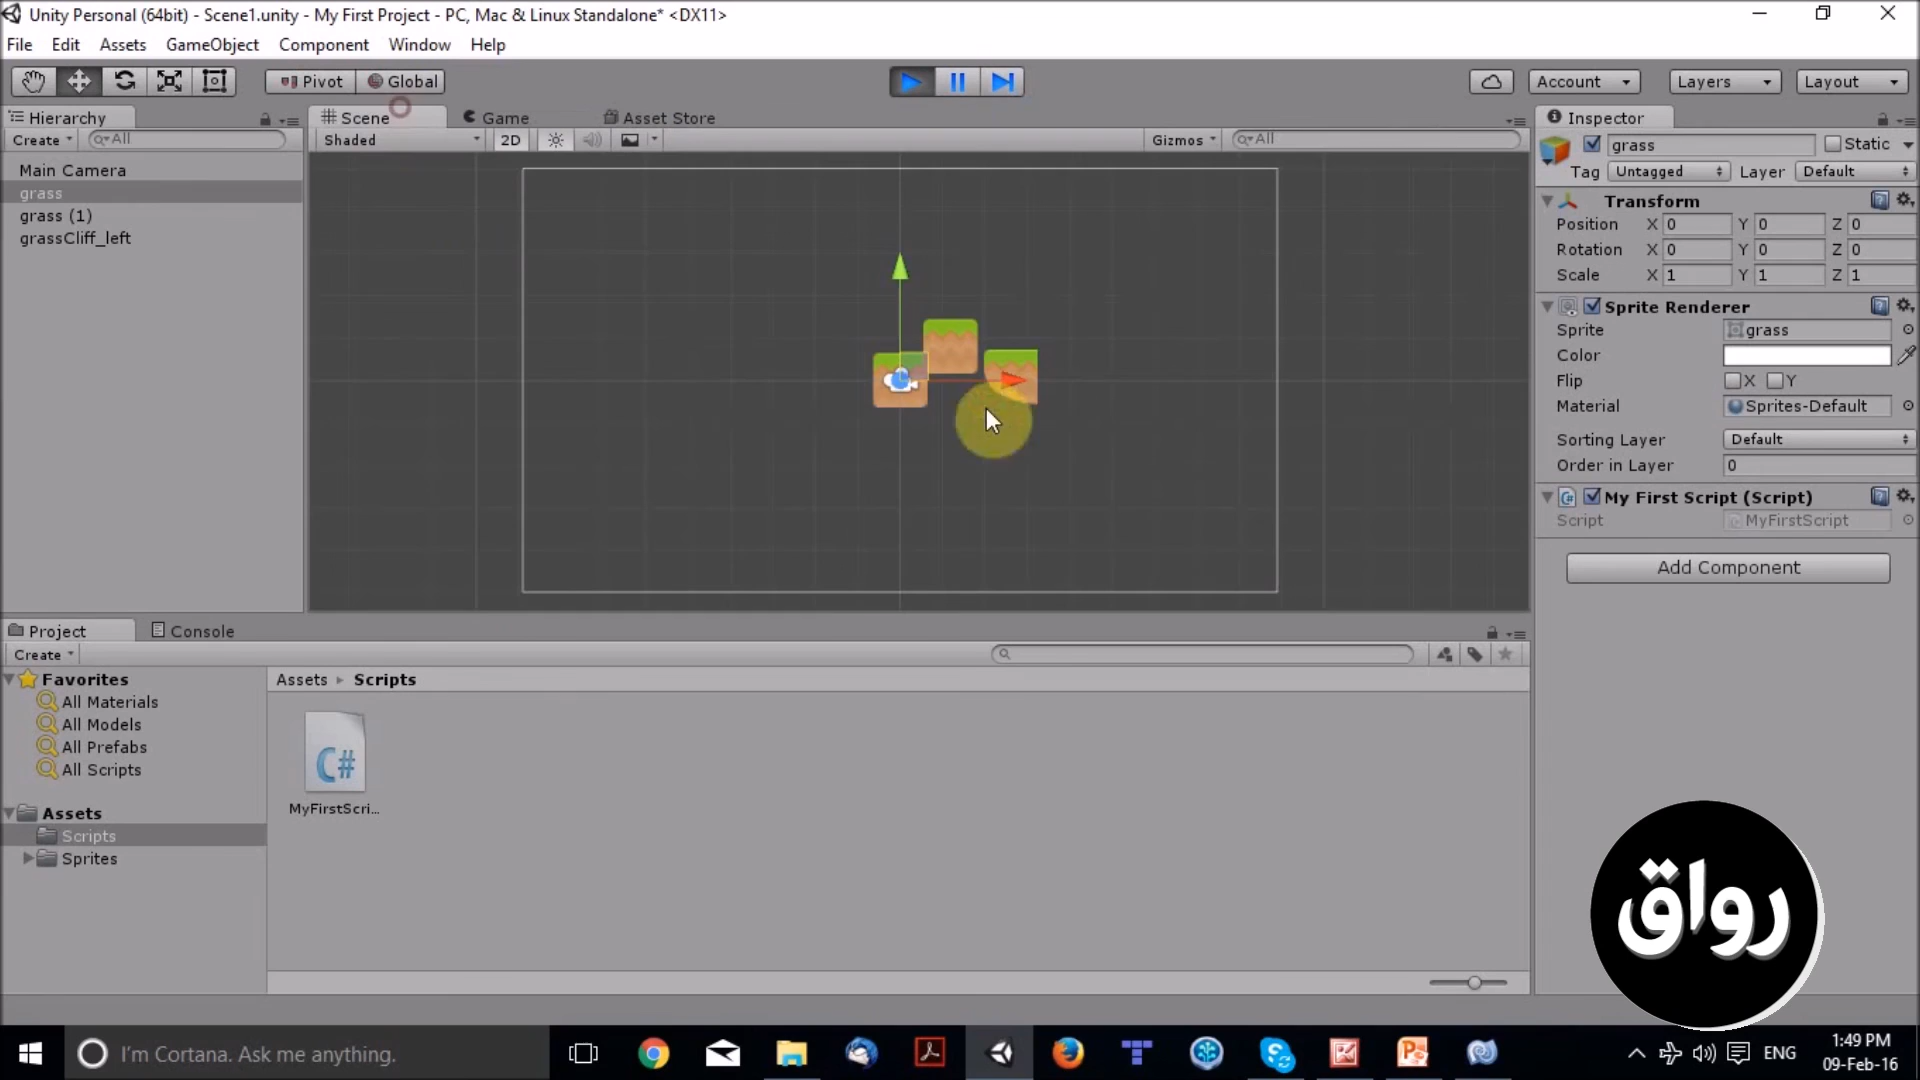 Unity Personal (64bit) - Scene1.unity - My First Project - PC, Mac & Linux Standalone* <DX11>
File Edit Assets GameObject Component Window Help
Pivot Global Account Layers Layout
Hierarchy
Create All
Main Camera
grass
grass (1)
grassCliff_left
Scene Game Asset Store
Shaded 2D Gizmos All
Inspector
grass Static
Tag Untagged Layer Default
Transform
Position X 0 Y 0 Z 0
Rotation X 0 Y 0 Z 0
Scale X 1 Y 1 Z 1
Sprite Renderer
Sprite grass
Color
Flip X Y
Material Sprites-Default
Sorting Layer Default
Order in Layer 0
C# My First Script (Script)
Script MyFirstScript
Add Component
Project Console
Create
Favorites
All Materials
All Models
All Prefabs
All Scripts
Assets
Scripts
Sprites
Assets Scripts
C#
MyFirstScri...
رواق
I'm Cortana. Ask me anything.
ENG
1:49 PM
09-Feb-16